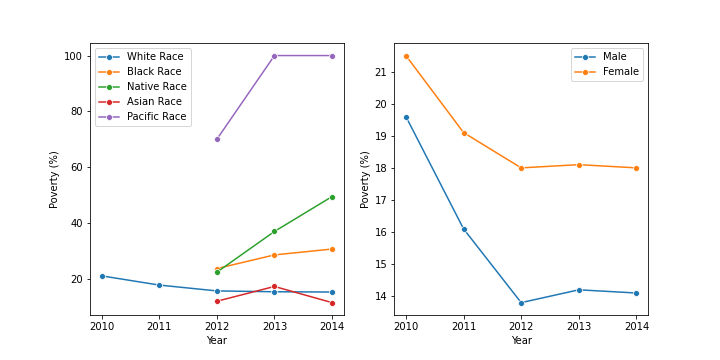 White Race
Black Race
Native Race
Asian Race
Pacific Race
100
80
60
40
20
Poverty (%)
2010 2011 2012 2013 2014
Year
Male
Female
21
20
19
18
17
16
15
14
Poverty (%)
2010 2011 2012 2013 2014
Year